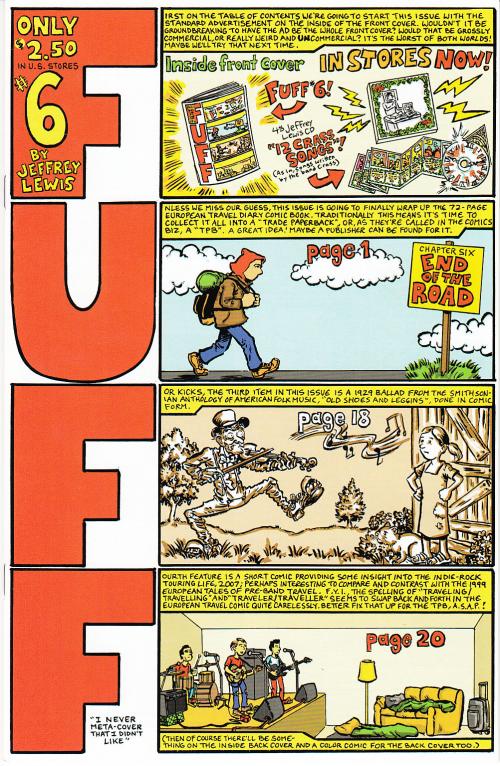 ONLY
$2.50
IN U.S. STORES
#6
BY
JEFFREY
LEWIS
FUFF
IRST ON THE TABLE OF CONTENTS WE'RE GOING TO START THIS ISSUE WITH THE
STANDARD ADVERTISEMENT ON THE INSIDE OF THE FRONT COVER. WOULDN'T IT BE
GROUNDBREAKING TO HAVE THE AD BE THE WHOLE FRONT COVER? WOULD THAT BE GROSSLY
COMMERCIAL, OR REALLY WEIRD AND UNCOMMERCIAL? IT'S THE WORST OF BOTH WORLDS!
MAYBE WE'LL TRY THAT NEXT TIME.
Inside front cover
IN STORES NOW!
FUFF #6!
FUFF
4th Jeffrey
Lewis CD
"12 CRASS
SONGS"
(As in, songs written
by the band Crass)
NLESS WE MISS OUR GUESS, THIS ISSUE IS GOING TO FINALLY WRAP UP THE 72-PAGE
EUROPEAN TRAVEL DIARY COMIC BOOK. TRADITIONALLY THIS MEANS IT'S TIME TO
COLLECT IT ALL INTO A "TRADE PAPERBACK", OR, AS THEY'RE CALLED IN THE COMICS
BIZ, A "TPB". A GREAT IDEA! MAYBE A PUBLISHER CAN BE FOUND FOR IT.
page 1
CHAPTER SIX
END
OF THE
ROAD
OR KICKS, THE THIRD ITEM IN THIS ISSUE IS A 1929 BALLAD FROM THE SMITHSON-
IAN ANTHOLOGY OF AMERICAN FOLK MUSIC, "OLD SHOES AND LEGGINS", DONE IN COMIC
FORM.
page 18
OURTH FEATURE IS A SHORT COMIC PROVIDING SOME INSIGHT INTO THE INDIE-ROCK
TOURING LIFE, 2007; PERHAPS INTERESTING TO COMPARE AND CONTRAST WITH THE 1999
EUROPEAN TALES OF PRE-BAND TRAVEL. F.Y.I., THE SPELLING OF "TRAVELING/
TRAVELLING" AND "TRAVELER/TRAVELLER" SEEMS TO SWAP BACK AND FORTH IN THE
EUROPEAN TRAVEL COMIC QUITE CARELESSLY. BETTER FIX THAT UP FOR THE TPB, A.S.A.P.!
page 20
"I NEVER
META-COVER
THAT I DIDN'T
LIKE"
(THEN OF COURSE THERE'LL BE SOME-
THING ON THE INSIDE BACK COVER AND A COLOR COMIC FOR THE BACK COVER TOO.)